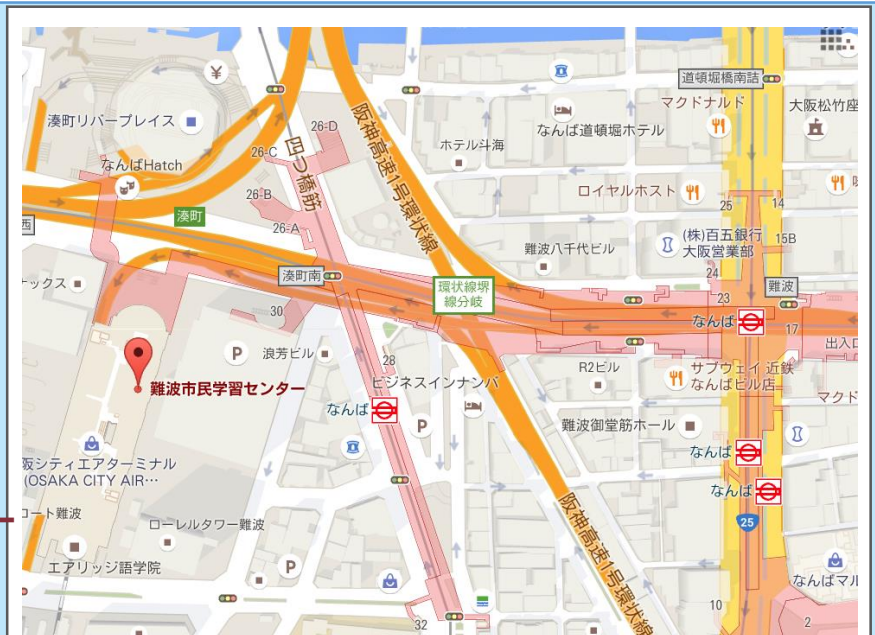 道頓堀橋南詰
マクドナルド
大阪松竹座
湊町リバープレイス
¥
26-D
なんば道頓堀ホテル
ホテル斗海
26-C
四つ橋筋
阪神高速1号環状線
なんばHatch
26-B
ロイヤルホスト
湊町
26-A
25
14
西
(株)百五銀行
大阪営業部
15B
難波八千代ビル
24
湊町南
環状線堺
線分岐
難波
ナックス
23
30
なんば
17
出入口
浪芳ビル
28
R2ビル
サブウェイ 近鉄
なんばビル店
P
難波市民学習センター
ビジネスインナンバ
マクド
なんば
P
難波御堂筋ホール
なんば
阪シティエアターミナル
(OSAKA CITY AIR…
なんば
阪神高速1号環状線
コート難波
ローレルタワー難波
25
エアリッジ語学院
P
なんばマル
10
32
2